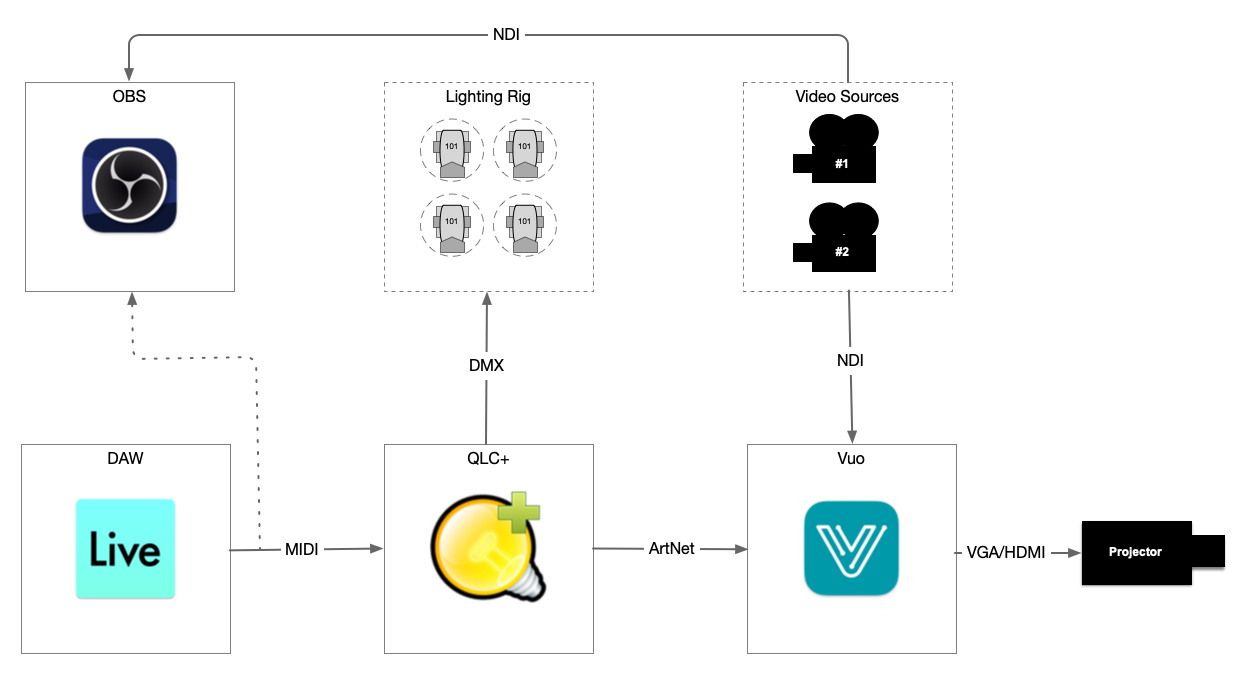 NDI
OBS
Lighting Rig
Video Sources
101
101
#1
101
101
#2
DMX
NDI
DAW
QLC+
Vuo
Live
MIDI
ArtNet
VGA/HDMI
Projector